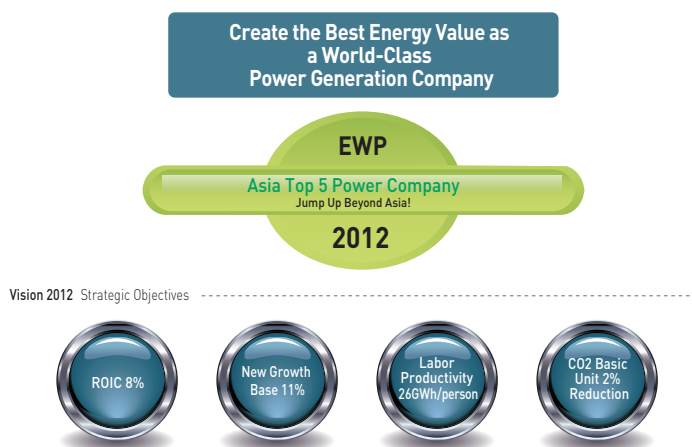 Create the Best Energy Value as
a World-Class
Power Generation Company
EWP
Asia Top 5 Power Company
Jump Up Beyond Asia!
2012
Vision 2012 Strategic Objectives
ROIC 8%
New Growth
Base 11%
Labor
Productivity
26GWh/person
CO2 Basic
Unit 2%
Reduction